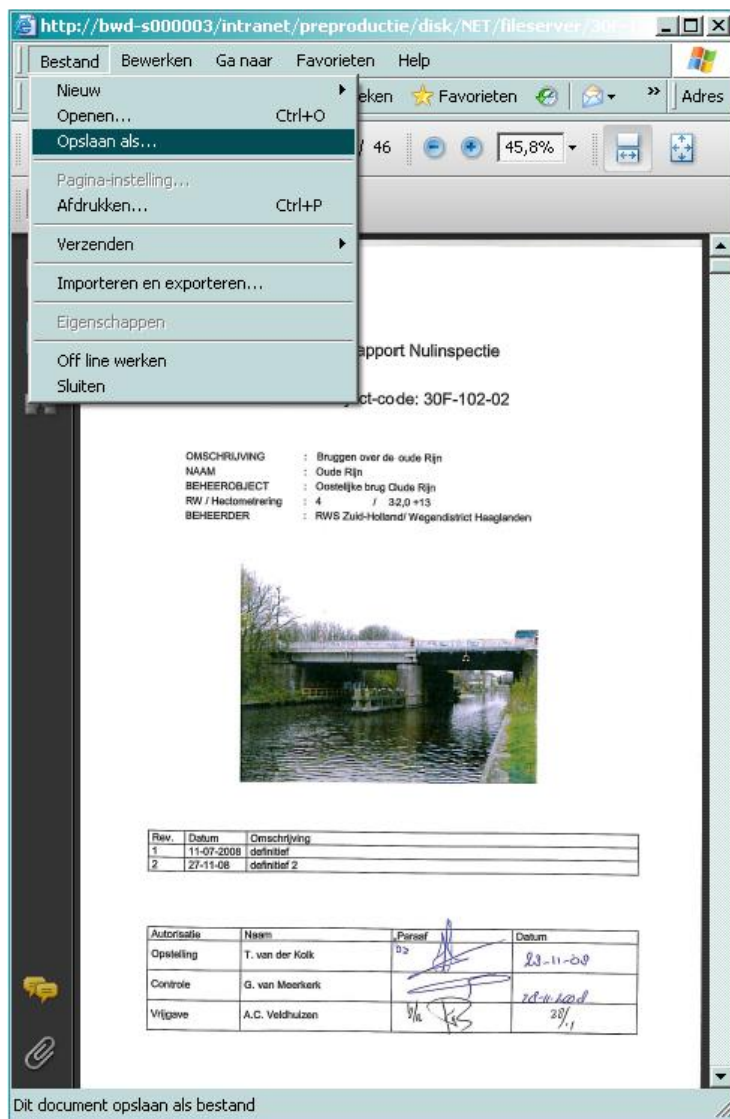 http://bwd-s000003/intranet/preproductie/disk/NET/fileserver/30F-
Bestand Bewerken Ga naar Favorieten Help
Nieuw
eken Favorieten » Adres
Openen... Ctrl+O
Opslaan als...
/ 46 45,8%
Pagina-instelling...
Afdrukken... Ctrl+P
Verzenden
Importeren en exporteren...
Eigenschappen
Off line werken
Sluiten
apport Nulinspectie
ct-code: 30F-102-02
OMSCHRIJVING : Bruggen over de oude Rijn
NAAM : Oude Rijn
BEHEEROBJECT : Oostelijke brug Oude Rijn
RW / Hectometrering : 4 / 32,0 +13
BEHEERDER : RWS Zuid-Holland/ Wegendistrict Haaglanden
Rev. Datum Omschrijving
1 11-07-2008 definitief
2 27-11-08 definitief 2
Autorisatie Naam Paraaf Datum
Opstelling T. van der Kolk 28-11-08
Controle G. van Meerkerk 28-11-2008
Vrijgave A.C. Veldhuizen b/a 28/11
Dit document opslaan als bestand